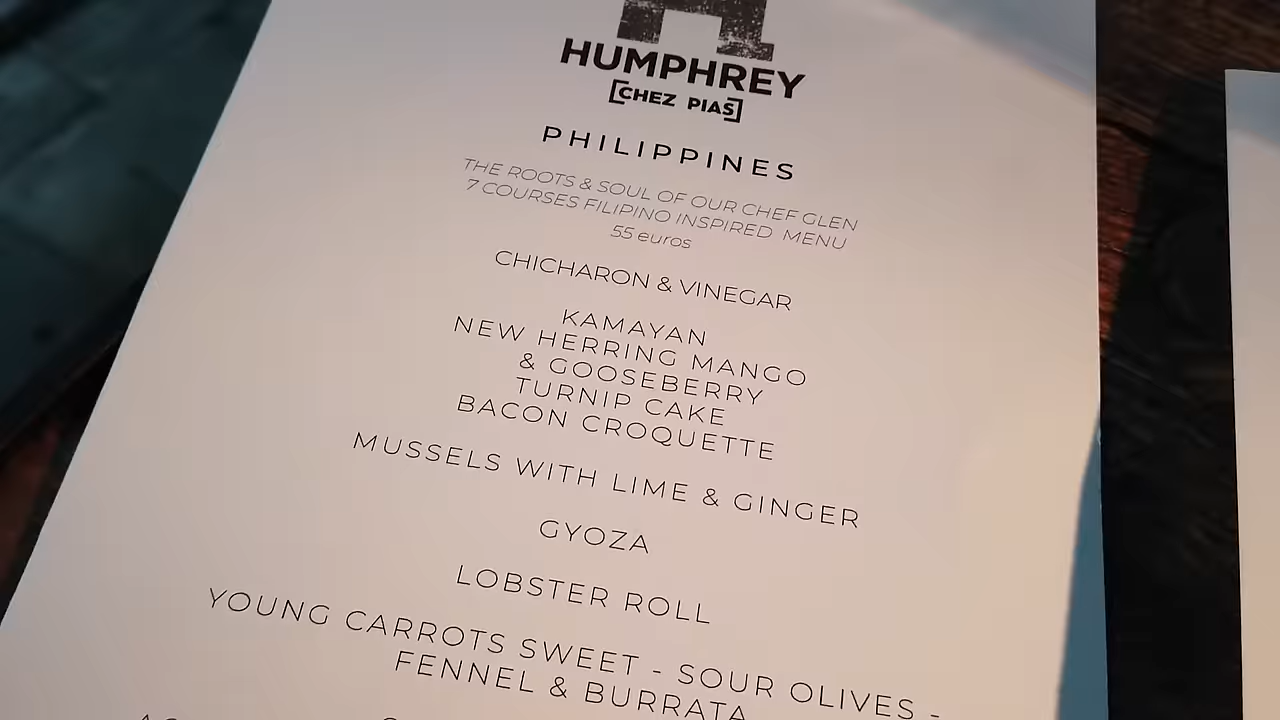 HUMPHREY
[CHEZ PIAS]
PHILIPPINES
THE ROOTS & SOUL OF OUR CHEF GLEN
7 COURSES FILIPINO INSPIRED MENU
55 euros
CHICHARON & VINEGAR
KAMAYAN
NEW HERRING MANGO
& GOOSEBERRY
TURNIP CAKE
BACON CROQUETTE
MUSSELS WITH LIME & GINGER
GYOZA
LOBSTER ROLL
YOUNG CARROTS SWEET - SOUR OLIVES -
FENNEL & BURRATA